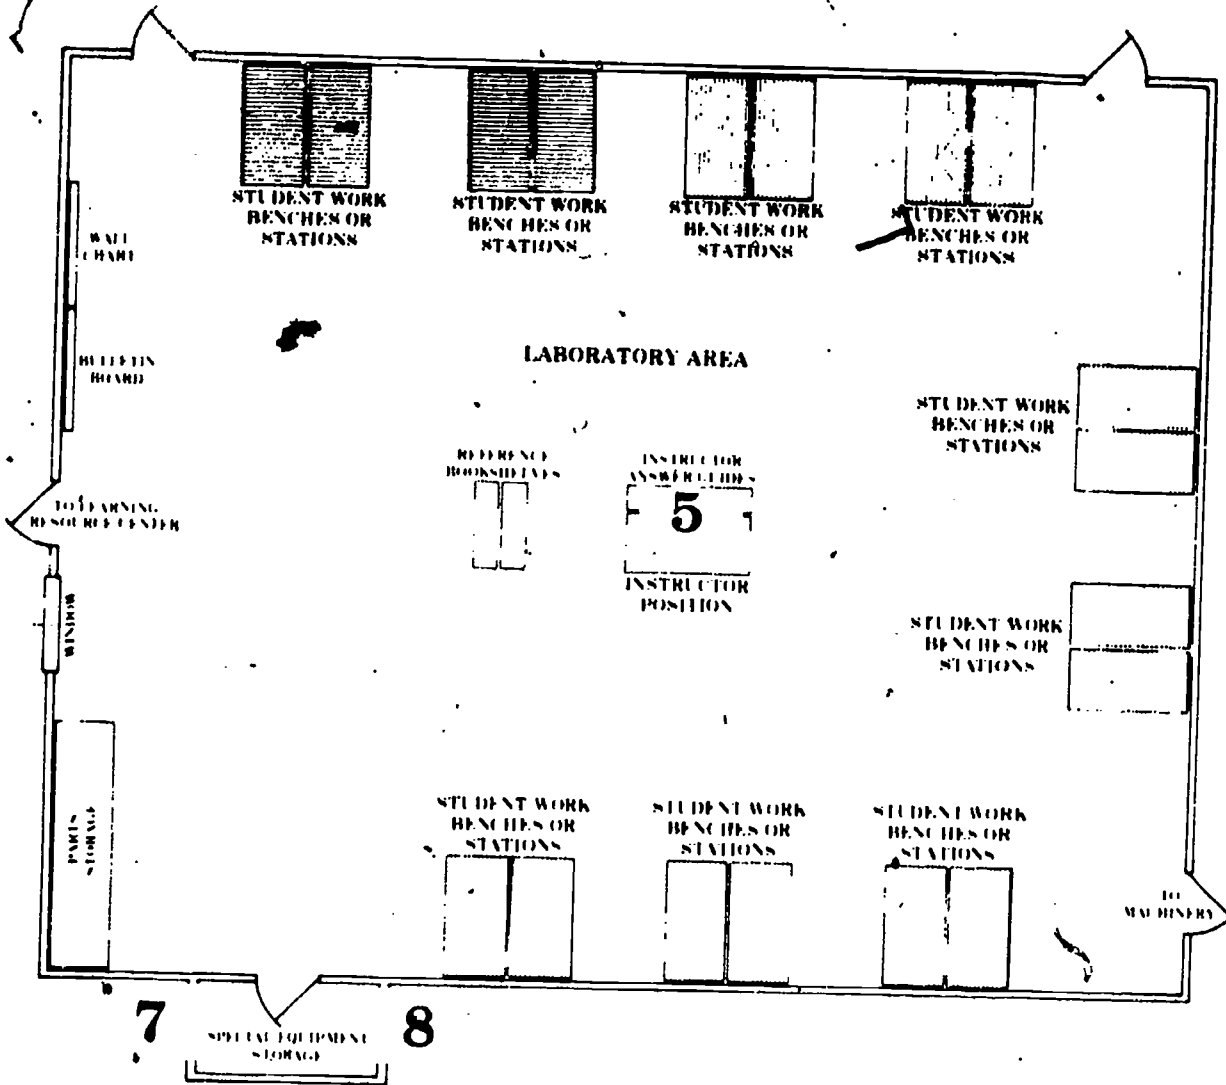 STUDENT WORK
BENCHES OR
STATIONS
STUDENT WORK
BENCHES OR
STATIONS
STUDENT WORK
BENCHES OR
STATIONS
STUDENT WORK
BENCHES OR
STATIONS
WALL
CHART
BULLETIN
BOARD
LABORATORY AREA
STUDENT WORK
BENCHES OR
STATIONS
REFERENCE
BOOKSHELVES
INSTRUCTOR
ANSWER GUIDES
5
INSTRUCTOR
POSITION
TO LEARNING
RESOURCE CENTER
WINDOW
STUDENT WORK
BENCHES OR
STATIONS
PARTS
STORAGE
STUDENT WORK
BENCHES OR
STATIONS
STUDENT WORK
BENCHES OR
STATIONS
STUDENT WORK
BENCHES OR
STATIONS
TO
MACHINERY
7
SPECIAL EQUIPMENT
STORAGE
8